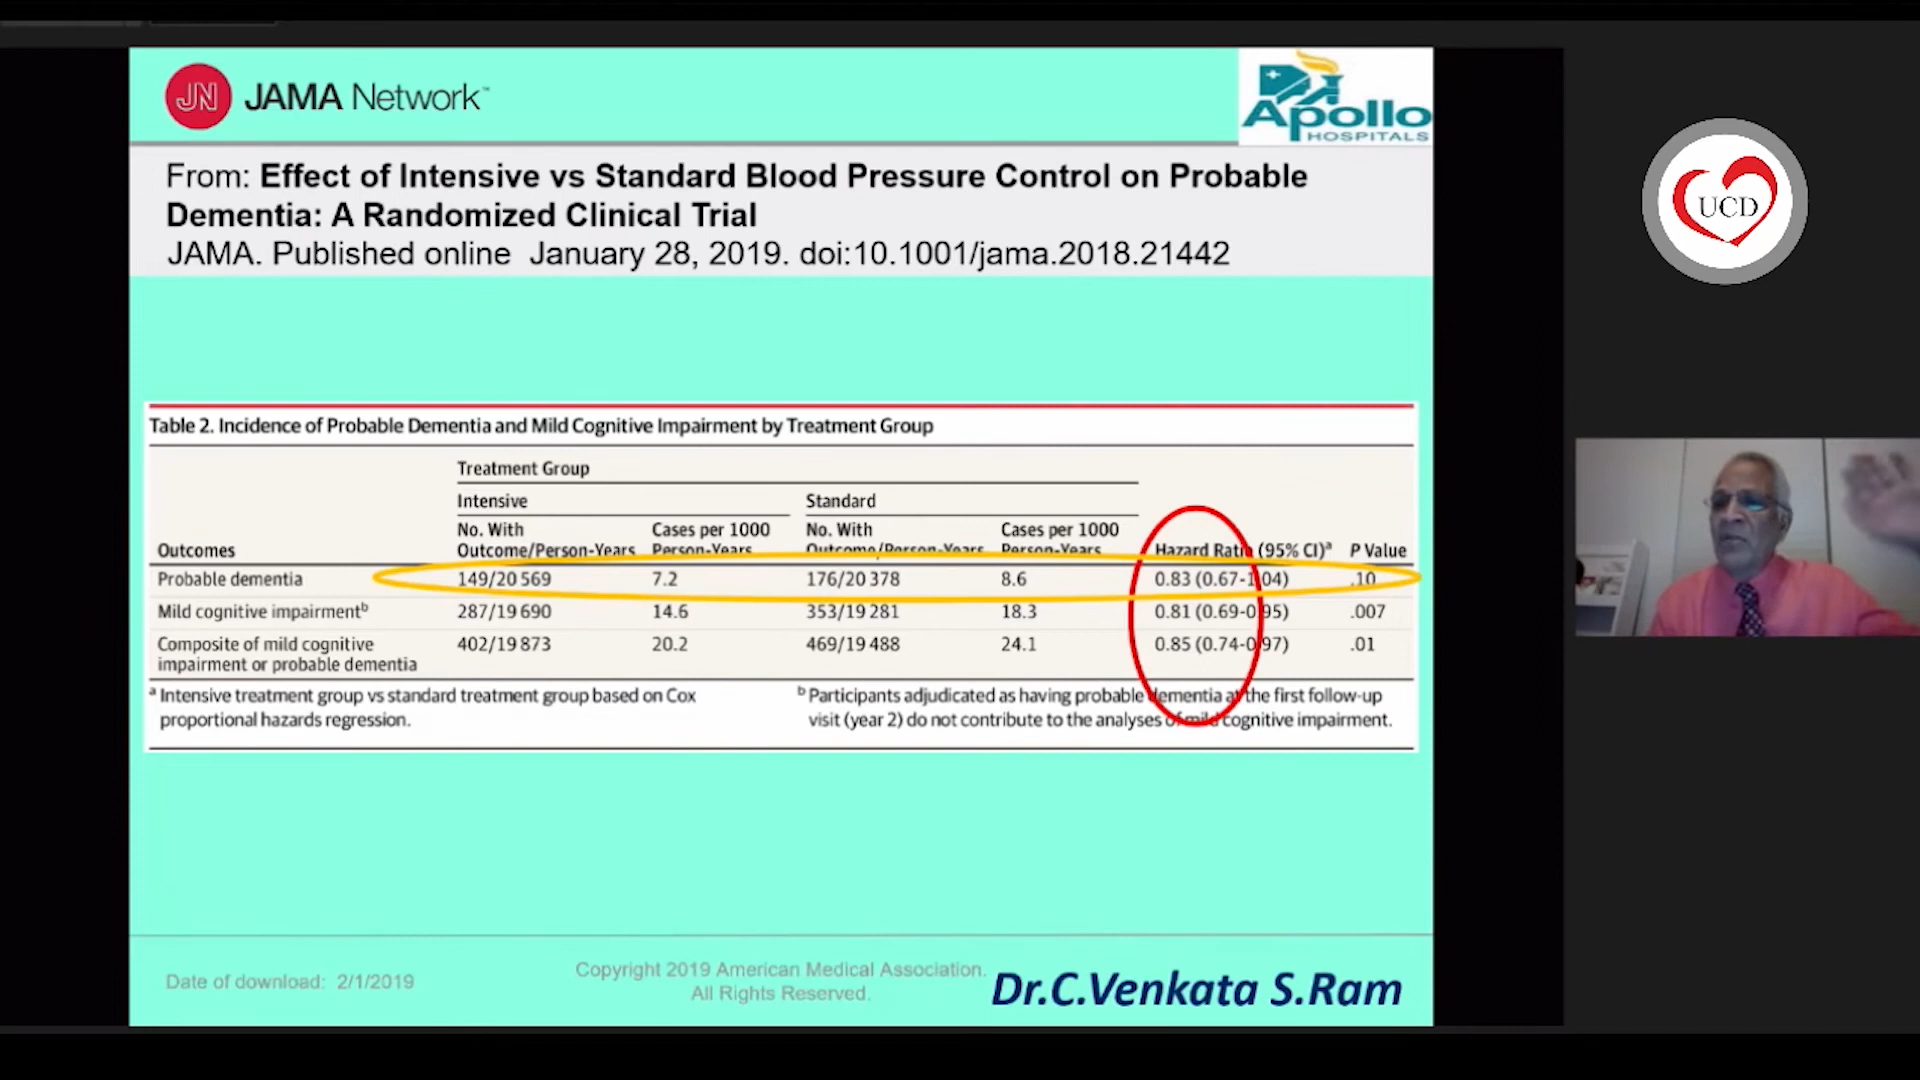 JN JAMA Network™
Apollo
HOSPITALS
From: Effect of Intensive vs Standard Blood Pressure Control on Probable
Dementia: A Randomized Clinical Trial
JAMA. Published online January 28, 2019. doi:10.1001/jama.2018.21442
UCD
Table 2. Incidence of Probable Dementia and Mild Cognitive Impairment by Treatment Group
Treatment Group
Intensive Standard
No. With Cases per 1000 No. With Cases per 1000
Outcomes Outcome/Person-Years Person-Years Outcome/Person-Years Person-Years Hazard Ratio (95% CI)ᵃ P Value
Probable dementia 149/20 569 7.2 176/20 378 8.6 0.83 (0.67-1.04) .10
Mild cognitive impairmentᵇ 287/19 690 14.6 353/19 281 18.3 0.81 (0.69-0.95) .007
Composite of mild cognitive 402/19 873 20.2 469/19 488 24.1 0.85 (0.74-0.97) .01
impairment or probable dementia
ᵃ Intensive treatment group vs standard treatment group based on Cox
proportional hazards regression.
ᵇ Participants adjudicated as having probable dementia at the first follow-up
visit (year 2) do not contribute to the analyses of mild cognitive impairment.
Date of download: 2/1/2019
Copyright 2019 American Medical Association.
All Rights Reserved.
Dr.C.Venkata S.Ram